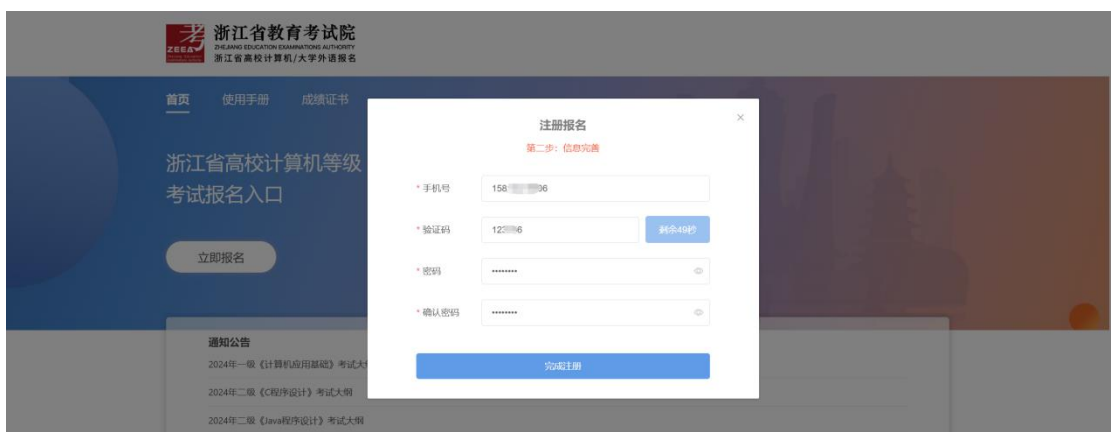 考
ZEEA
浙江省教育考试院
ZHEJIANG EDUCATION EXAMINATIONS AUTHORITY
浙江省高校计算机/大学外语报名
首页 使用手册 成绩证书
浙江省高校计算机等级
考试报名入口
立即报名
通知公告
2024年一级《计算机应用基础》考试大
2024年二级《C程序设计》考试大纲
2024年二级《Java程序设计》考试大纲
注册报名
第二步：信息完善
* 手机号 158 96
* 验证码 12 6 剩余49秒
* 密码 ••••••••
* 确认密码 ••••••••
完成注册